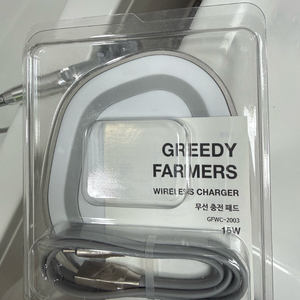 GREEDY
FARMERS
WIRELESS CHARGER
무선 충전 패드
GFWC-2003
15W